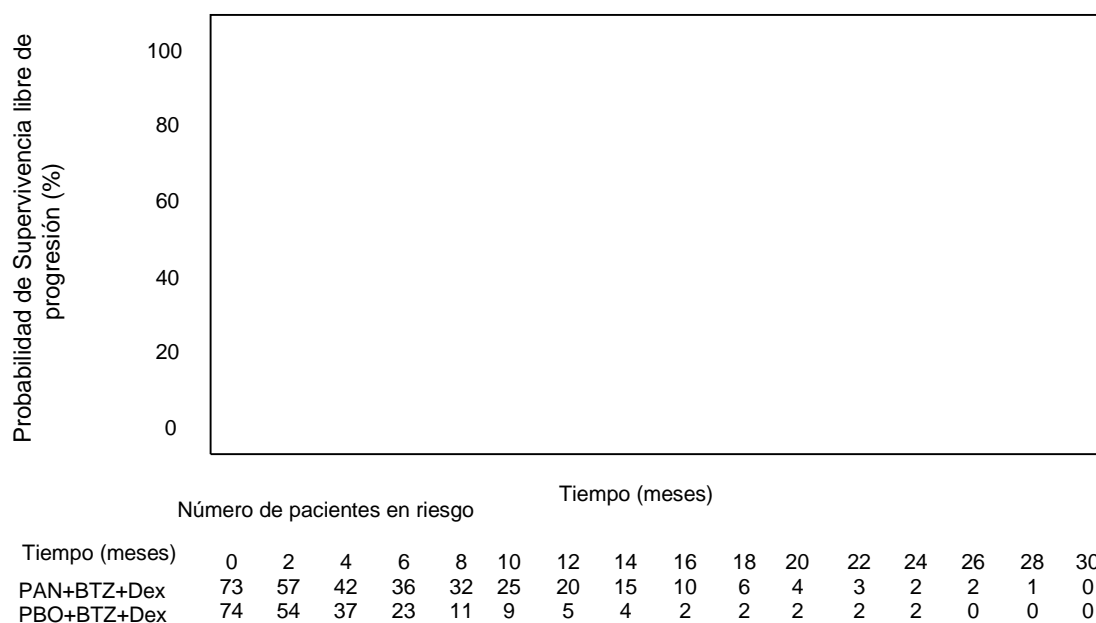 Probabilidad de Supervivencia libre de
progresión (%)
100
80
60
40
20
0
Tiempo (meses)
Número de pacientes en riesgo
Tiempo (meses) 0 2 4 6 8 10 12 14 16 18 20 22 24 26 28 30
PAN+BTZ+Dex 73 57 42 36 32 25 20 15 10 6 4 3 2 2 1 0
PBO+BTZ+Dex 74 54 37 23 11 9 5 4 2 2 2 2 2 0 0 0